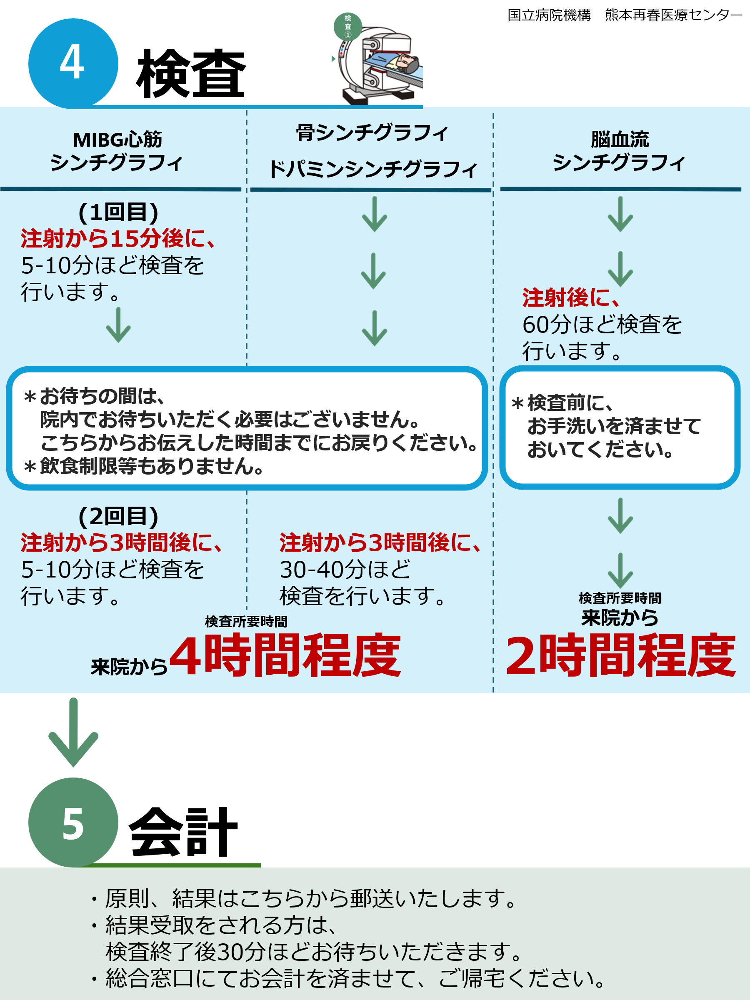 国立病院機構　熊本再春医療センター
検
査
①
4
検査
MIBG心筋
シンチグラフィ
骨シンチグラフィ
ドパミンシンチグラフィ
脳血流
シンチグラフィ
(1回目)
注射から15分後に、
5-10分ほど検査を
行います。
注射後に、
60分ほど検査を
行います。
＊お待ちの間は、
院内でお待ちいただく必要はございません。
こちらからお伝えした時間までにお戻りください。
＊飲食制限等もありません。
＊検査前に、
お手洗いを済ませて
おいてください。
(2回目)
注射から3時間後に、
5-10分ほど検査を
行います。
注射から3時間後に、
30-40分ほど
検査を行います。
検査所要時間
来院から4時間程度
検査所要時間
来院から
2時間程度
5
会計
・原則、結果はこちらから郵送いたします。
・結果受取をされる方は、
検査終了後30分ほどお待ちいただきます。
・総合窓口にてお会計を済ませて、ご帰宅ください。